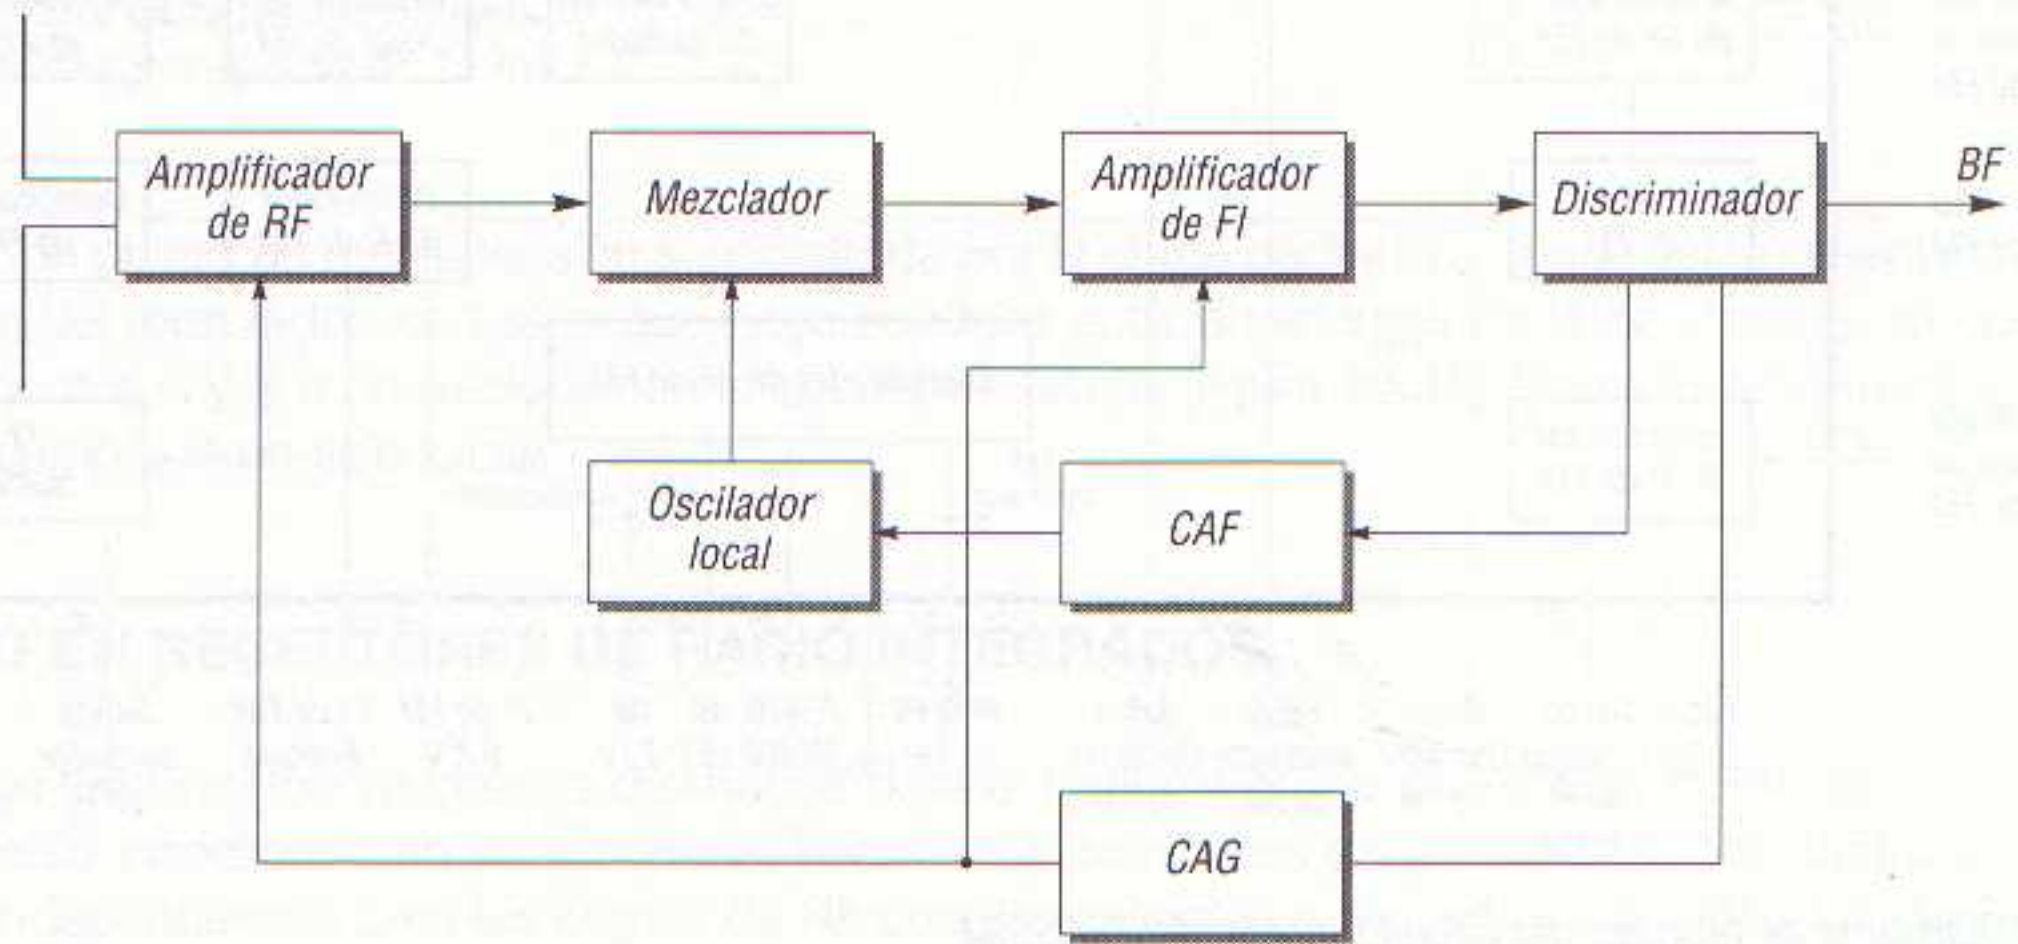 Amplificador
de RF
Mezclador
Amplificador
de FI
Discriminador
BF
Oscilador
local
CAF
CAG